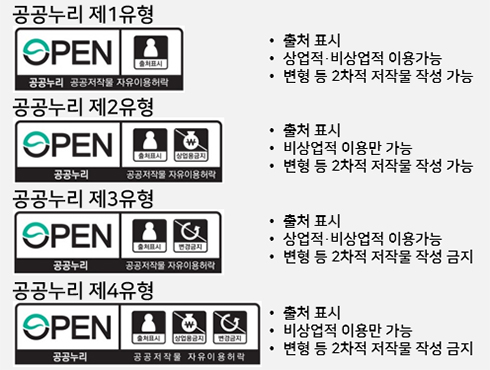 공공누리 제1유형
OPEN
출처표시
공공누리 공공저작물 자유이용허락
• 출처 표시
• 상업적·비상업적 이용가능
• 변형 등 2차적 저작물 작성 가능
공공누리 제2유형
OPEN
출처표시 상업용금지
공공누리 공공저작물 자유이용허락
• 출처 표시
• 비상업적 이용만 가능
• 변형 등 2차적 저작물 작성 가능
공공누리 제3유형
OPEN
출처표시 변경금지
공공누리 공공저작물 자유이용허락
• 출처 표시
• 상업적·비상업적 이용가능
• 변형 등 2차적 저작물 작성 금지
공공누리 제4유형
OPEN
출처표시 상업용금지 변경금지
공공누리 공공저작물 자유이용허락
• 출처 표시
• 비상업적 이용만 가능
• 변형 등 2차적 저작물 작성 금지